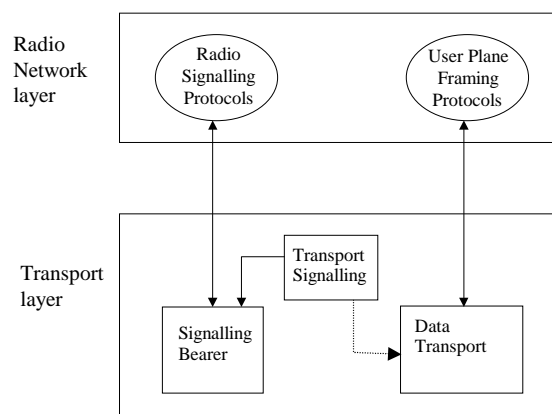 Radio
Network
layer
Radio
Signalling
Protocols
User Plane
Framing
Protocols
Transport
layer
Transport
Signalling
Signalling
Bearer
Data
Transport